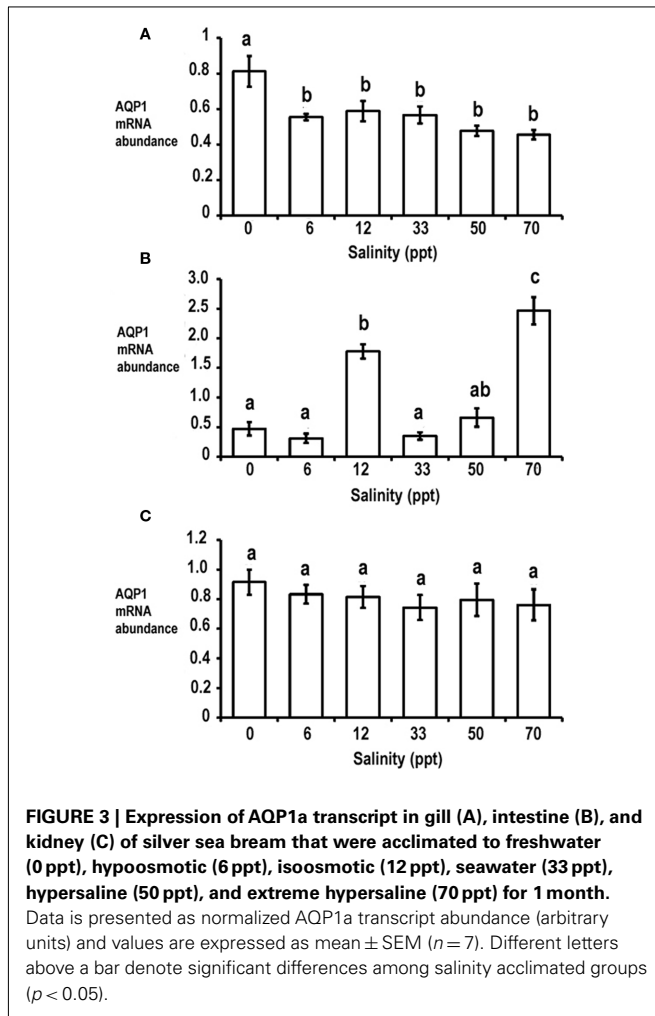 A
1
0.8
0.6
0.4
0.2
0
AQP1
mRNA
abundance
a b b b b b
0 6 12 33 50 70
Salinity (ppt)
B
3.0
2.5
2.0
1.5
1.0
0.5
0
AQP1
mRNA
abundance
a a b a ab c
0 6 12 33 50 70
Salinity (ppt)
C
1.2
1.0
0.8
0.6
0.4
0.2
0
AQP1
mRNA
abundance
a a a a a a
0 6 12 33 50 70
Salinity (ppt)
FIGURE 3 | Expression of AQP1a transcript in gill (A), intestine (B), and
kidney (C) of silver sea bream that were acclimated to freshwater
(0 ppt), hypoosmotic (6 ppt), isoosmotic (12 ppt), seawater (33 ppt),
hypersaline (50 ppt), and extreme hypersaline (70 ppt) for 1 month.
Data is presented as normalized AQP1a transcript abundance (arbitrary
units) and values are expressed as mean ± SEM (n = 7). Different letters
above a bar denote significant differences among salinity acclimated groups
(p < 0.05).